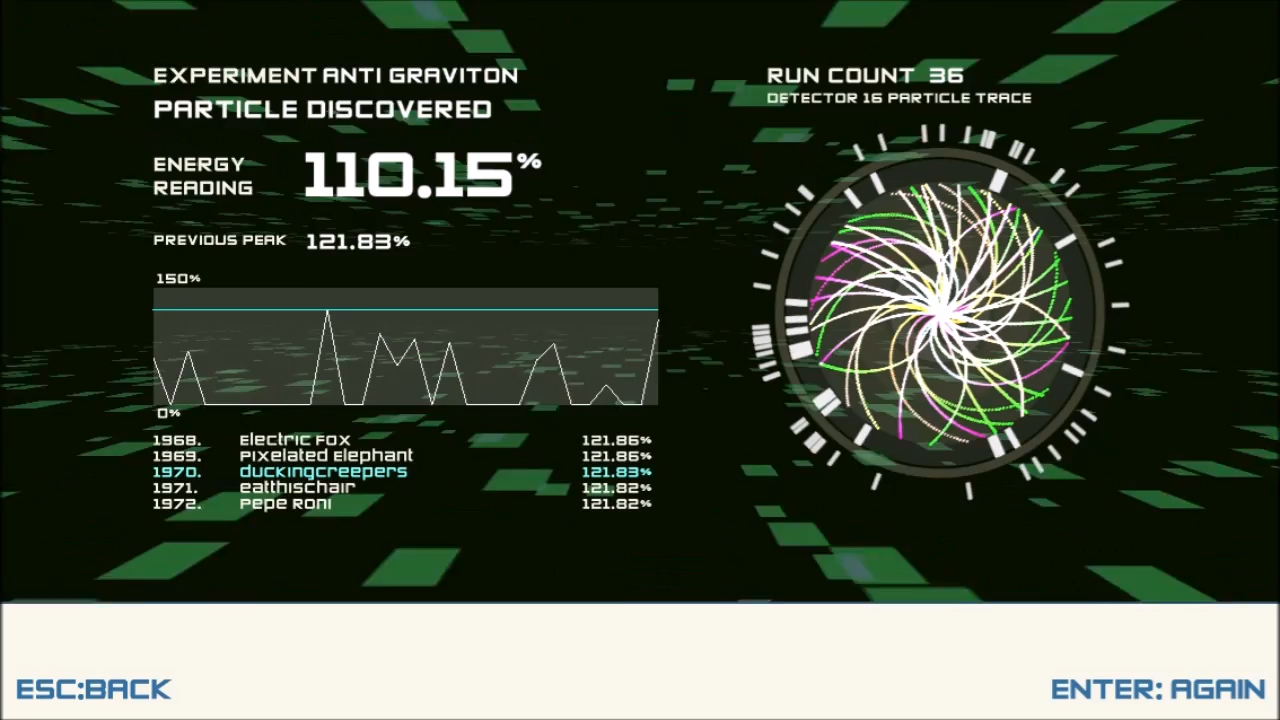 EXPERIMENT ANTI GRAVITON
PARTICLE DISCOVERED
ENERGY READING 110.15%
PREVIOUS PEAK 121.83%
150%
0%
1968. Electric Fox 121.86%
1969. Pixelated Elephant 121.86%
1970. duckingcreepers 121.83%
1971. eatthischair 121.82%
1972. Pepe Roni 121.82%
RUN COUNT 36
DETECTOR 16 PARTICLE TRACE
ESC:BACK
ENTER: AGAIN